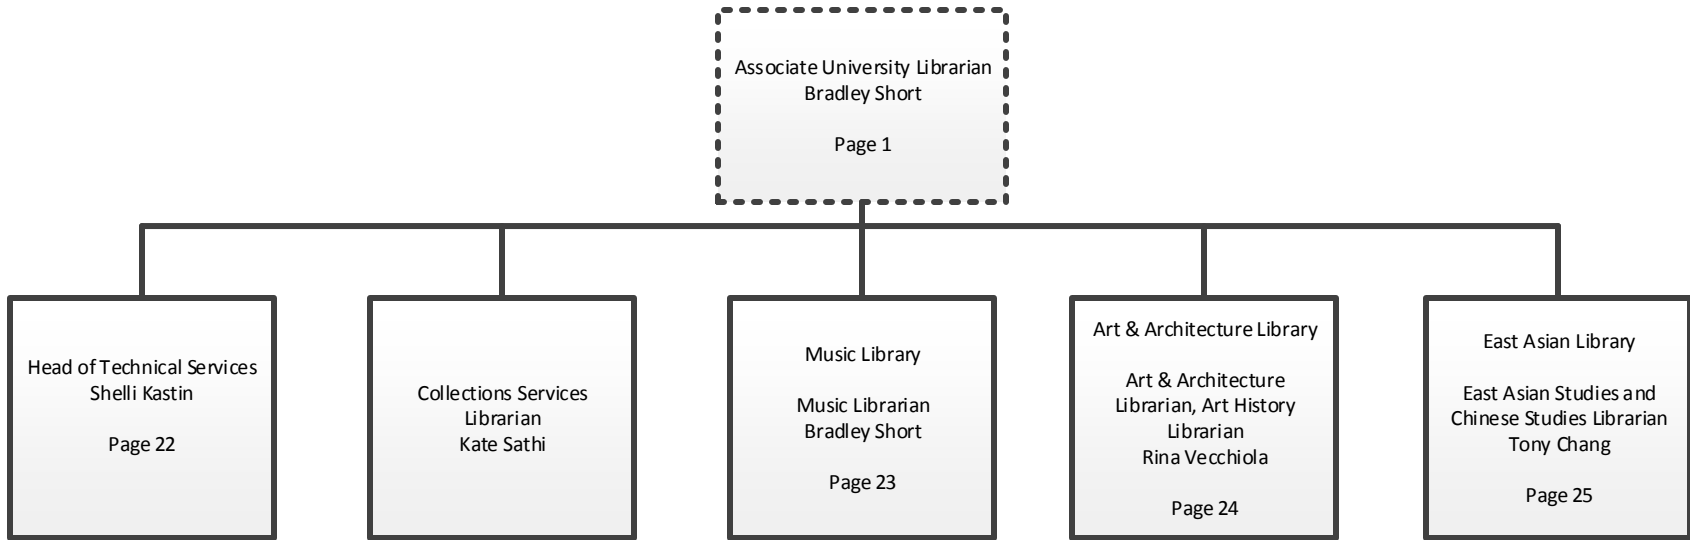 Associate University Librarian
Bradley Short
Page 1
Head of Technical Services
Shelli Kastin
Page 22
Collections Services
Librarian
Kate Sathi
Music Library
Music Librarian
Bradley Short
Page 23
Art & Architecture Library
Art & Architecture
Librarian, Art History
Librarian
Rina Vecchiola
Page 24
East Asian Library
East Asian Studies and
Chinese Studies Librarian
Tony Chang
Page 25